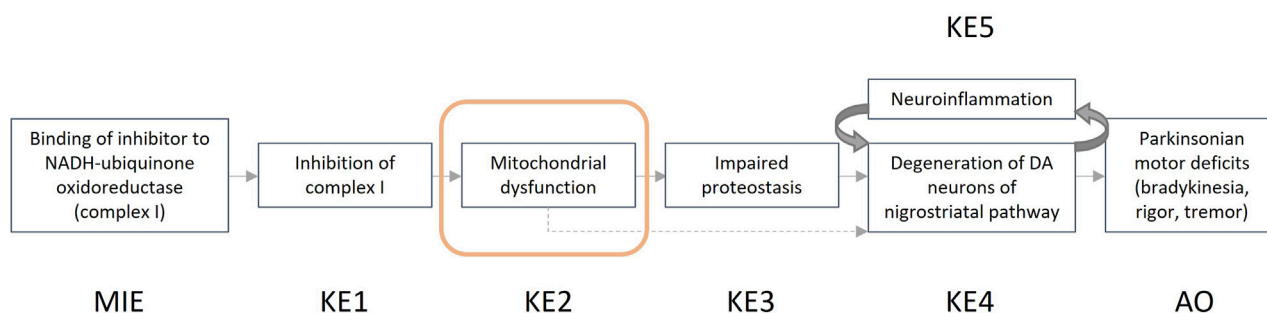 KE5
Neuroinflammation
Binding of inhibitor to
NADH-ubiquinone
oxidoreductase
(complex I)
Inhibition of
complex I
Mitochondrial
dysfunction
Impaired
proteostasis
Degeneration of DA
neurons of
nigrostriatal pathway
Parkinsonian
motor deficits
(bradykinesia,
rigor, tremor)
MIE
KE1
KE2
KE3
KE4
AO